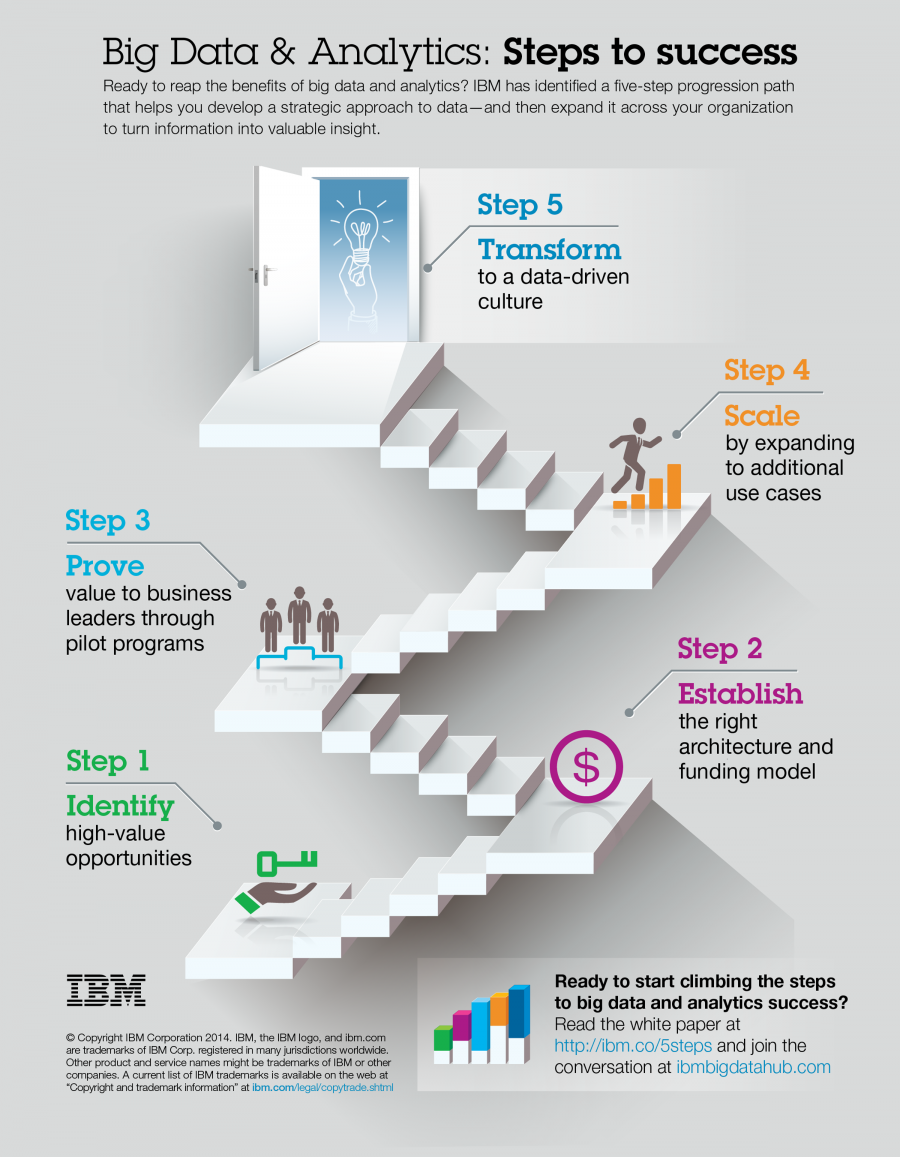 Big Data & Analytics: Steps to success
Ready to reap the benefits of big data and analytics? IBM has identified a five-step progression path
that helps you develop a strategic approach to data—and then expand it across your organization
to turn information into valuable insight.
Step 5
Transform
to a data-driven
culture
Step 4
Scale
by expanding
to additional
use cases
Step 3
Prove
value to business
leaders through
pilot programs
Step 2
Establish
the right
architecture and
funding model
$
Step 1
Identify
high-value
opportunities
IBM
© Copyright IBM Corporation 2014. IBM, the IBM logo, and ibm.com
are trademarks of IBM Corp. registered in many jurisdictions worldwide.
Other product and service names might be trademarks of IBM or other
companies. A current list of IBM trademarks is available on the web at
“Copyright and trademark information” at ibm.com/legal/copytrade.shtml
Ready to start climbing the steps
to big data and analytics success?
Read the white paper at
http://ibm.co/5steps and join the
conversation at ibmbigdatahub.com